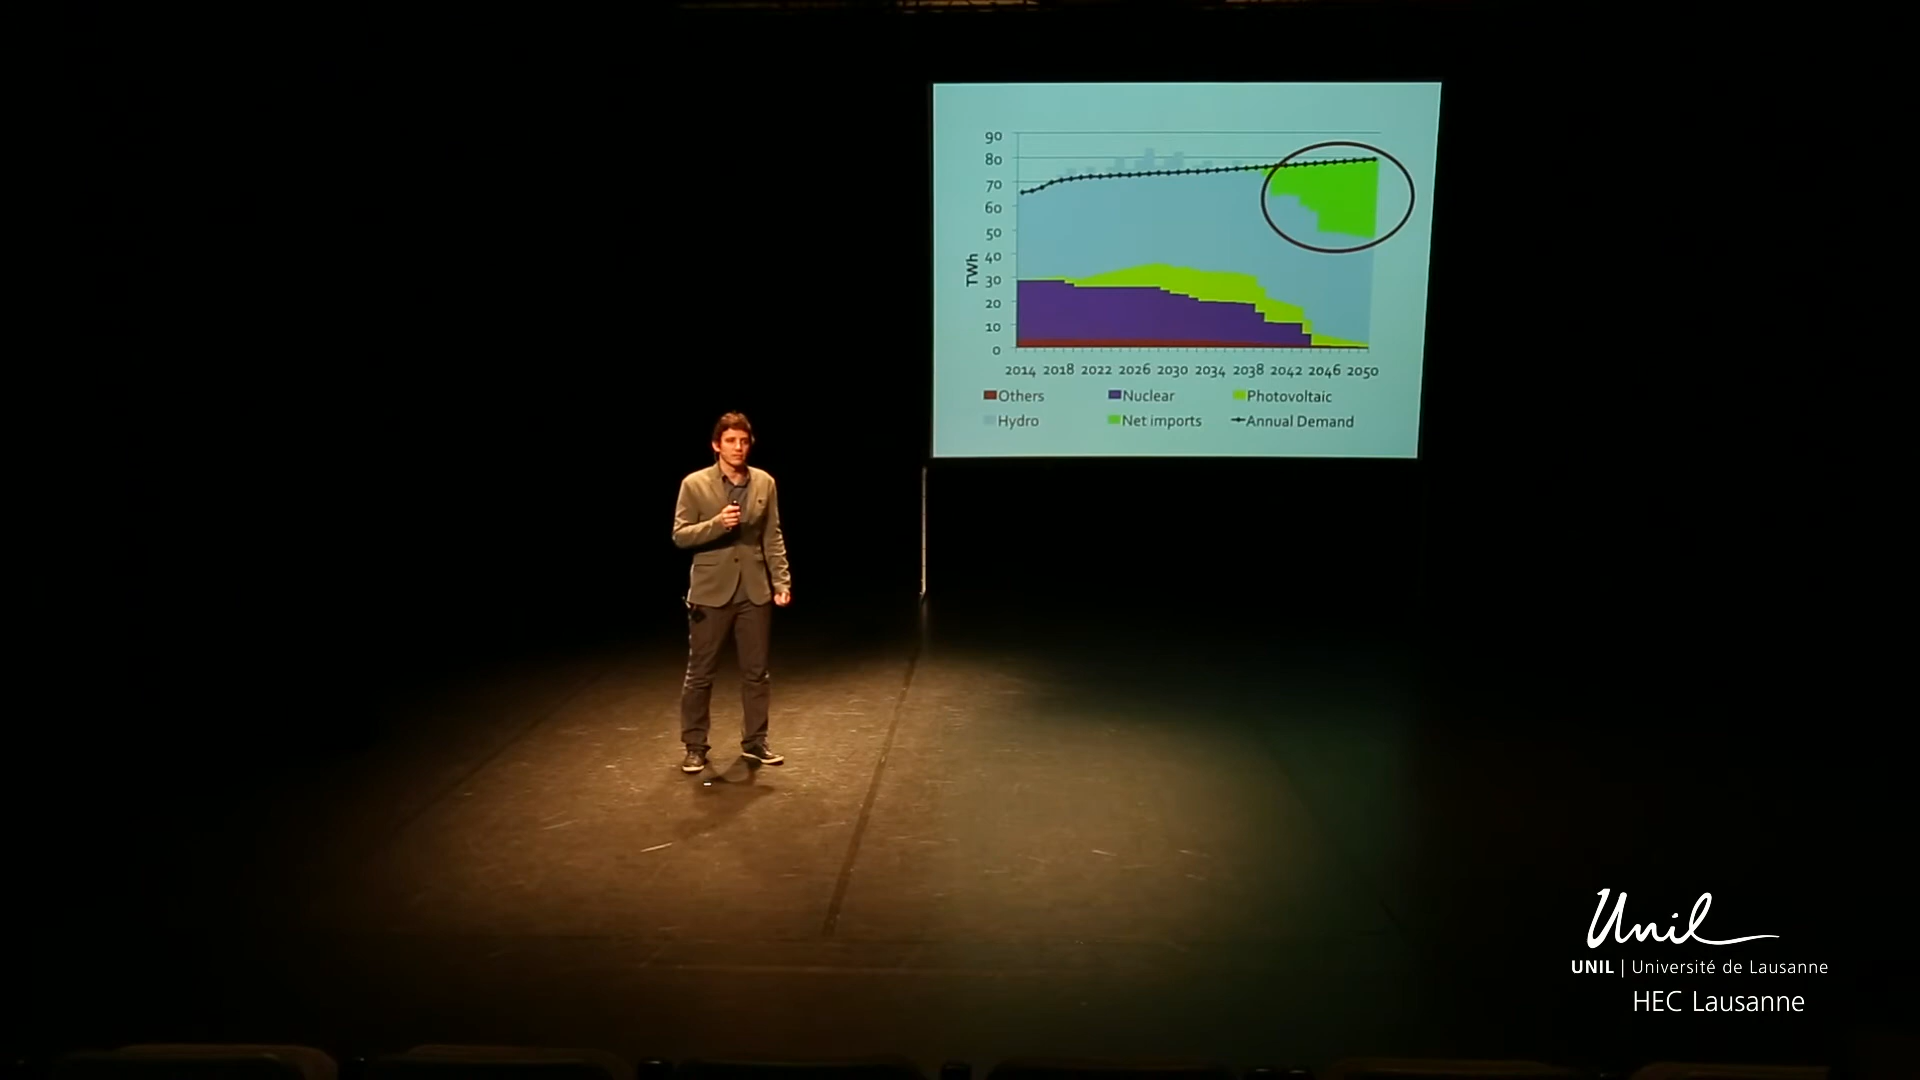 90
80
70
60
50
40
30
20
10
0
TWh
2014 2018 2022 2026 2030 2034 2038 2042 2046 2050
Others Nuclear Photovoltaic
Hydro Net imports Annual Demand
Unil
UNIL | Université de Lausanne
HEC Lausanne